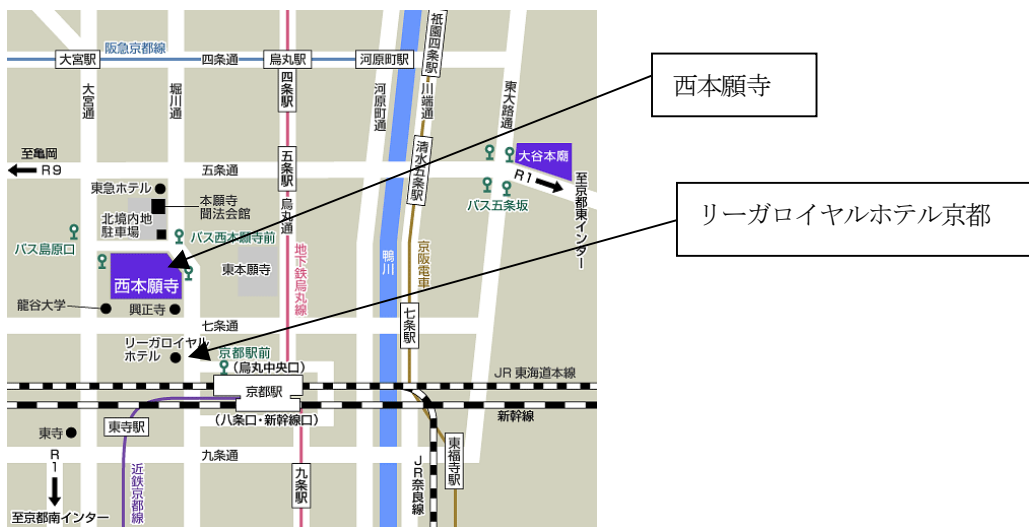 阪急京都線
大宮駅
四条通
烏丸駅
河原町駅
祇園四条駅
大宮通
堀川通
四条駅
河原町通
川端通
東大路通
西本願寺
至亀岡
R9
五条通
五条駅
烏丸通
清水五条駅
大谷本廟
R1
至京都東インター
バス五条坂
東急ホテル
本願寺
聞法会館
北境内地
駐車場
バス島原口
バス西本願寺前
東本願寺
地下鉄烏丸線
鴨川
京阪電車
リーガロイヤルホテル京都
西本願寺
龍谷大学
興正寺
七条通
七条駅
リーガロイヤル
ホテル
京都駅前
(烏丸中央口)
京都駅
JR東海道本線
(八条口・新幹線口)
新幹線
東寺駅
東寺
R1
九条通
九条駅
近鉄京都線
JR奈良線
東福寺駅
至京都南インター